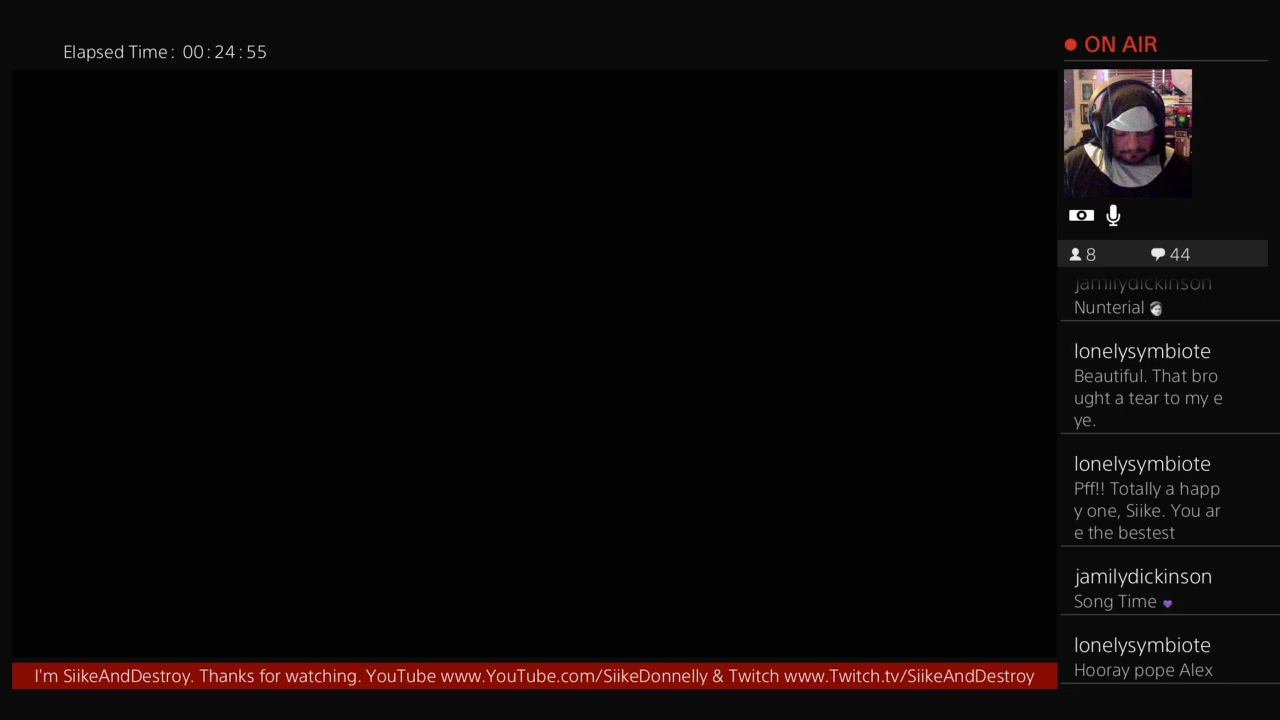 Elapsed Time: 00:24:55
ON AIR
8
44
jamilydickinson
Nunterial
lonelysymbiote
Beautiful. That bro
ught a tear to my e
ye.
lonelysymbiote
Pff!! Totally a happ
y one, Siike. You ar
e the bestest
jamilydickinson
Song Time
lonelysymbiote
Hooray pope Alex
I'm SiikeAndDestroy. Thanks for watching. YouTube www.YouTube.com/SiikeDonnelly & Twitch www.Twitch.tv/SiikeAndDestroy